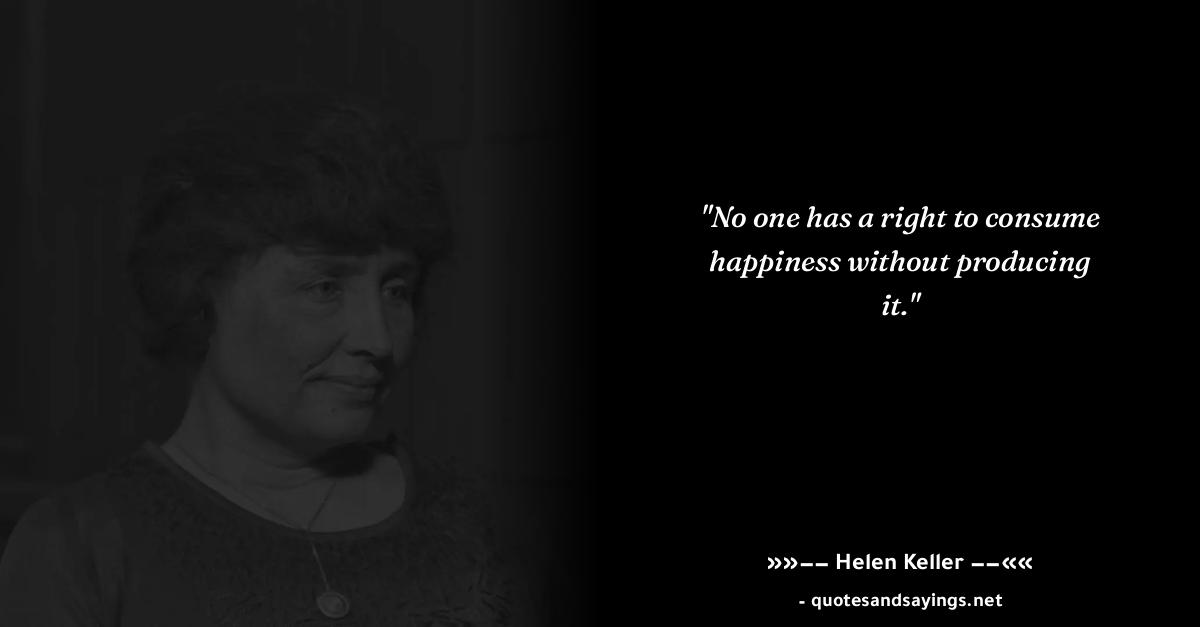 "No one has a right to consume
happiness without producing
it."
»»–– Helen Keller ––««
- quotesandsayings.net